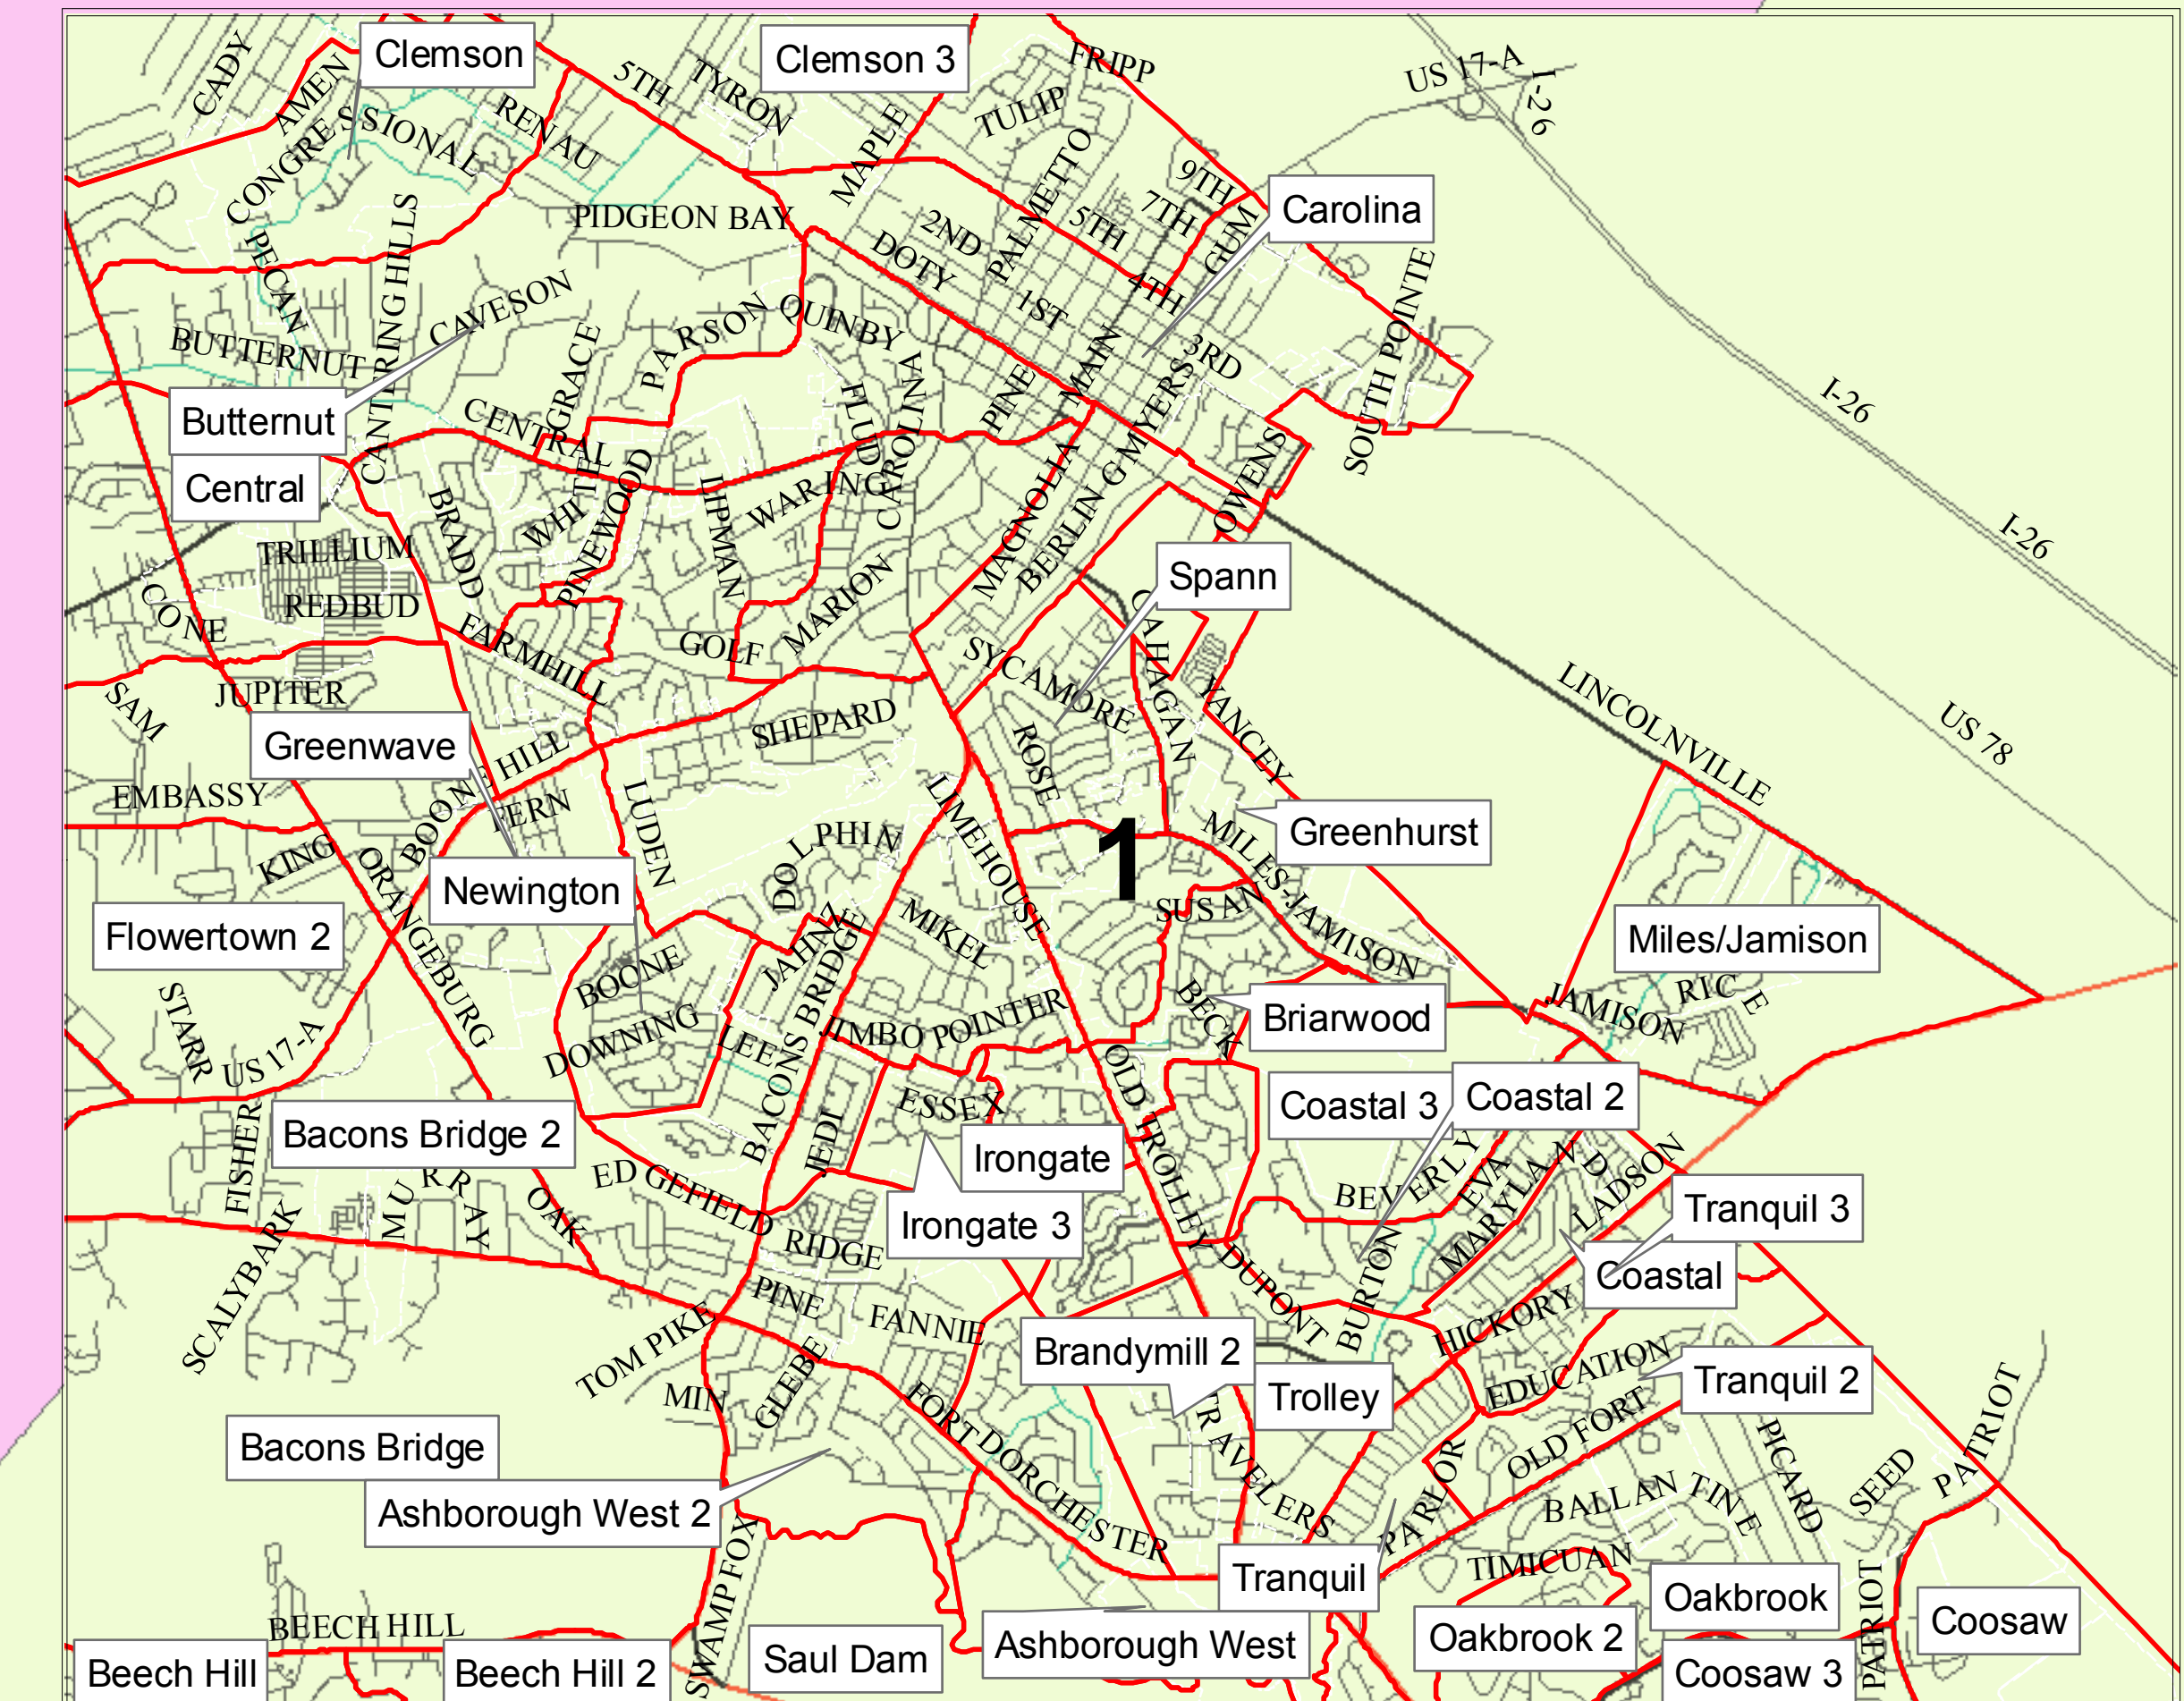 Clemson
Clemson 3
FRIPP
US 17-A
I-26
CADY
AMEN
5TH
TYRON
TULIP
CONGRESSIONAL
RENAU
MAPLE
PALMETTO
9TH
7TH
5TH
GUM
Carolina
PIDGEON BAY
2ND
DOTY
PECAN
CANTERING HILLS
4TH
1ST
SOUTH POINTE
CAVESON
BUTTERNUT
GRACE
PARSON
QUINBY
MAIN
3RD
I-26
Butternut
CENTRAL
FLUD
CAROLINA
PINE
MYERS
Central
WHITE
PINEWOOD
LIPMAN
WARING
MAGNOLIA
BERLIN G
OWENS
I-26
TRILLIUM
BRADD
REDBUD
CONE
MARION
Spann
FARMHILL
GOLF
SYCAMORE
GAHAGAN
YANCEY
LINCOLNVILLE
US 78
SAM
JUPITER
Greenwave
BOONE HILL
SHEPARD
ROSE
EMBASSY
FERN
LUDEN
DOLPHIN
LIMEHOUSE
1
MILES-JAMISON
Greenhurst
KING
ORANGEBURG
Newington
SUSAN
Flowertown 2
BOONE
JAHNZ
MIKEL
Miles/Jamison
STARR
US 17-A
DOWNING
LEE
BACONS BRIDGE
JIMBO
POINTER
BECK
Briarwood
JAMISON
RICE
OLD TROLLEY
Coastal 3
Coastal 2
FISHER
Bacons Bridge 2
ESSEX
JEDI
Irongate
BEVERLY
EVA
MARYLAND
LADSON
MURRAY
OAK
EDGEFIELD
RIDGE
Irongate 3
Tranquil 3
SCALYBARK
DUPONT
BURTON
Coastal
PINE
FANNIE
TOM PIKE
HICKORY
MIN
GLEBE
Brandymill 2
Trolley
EDUCATION
Tranquil 2
Bacons Bridge
FORT DORCHESTER
TRAVELERS
PARLOR
OLD FORT
PICARD
SEED
PATRIOT
Ashborough West 2
BALLANTINE
SWAMP FOX
Tranquil
TIMICUAN
Oakbrook
PATRIOT
Coosaw
BEECH HILL
Beech Hill
Beech Hill 2
Saul Dam
Ashborough West
Oakbrook 2
Coosaw 3